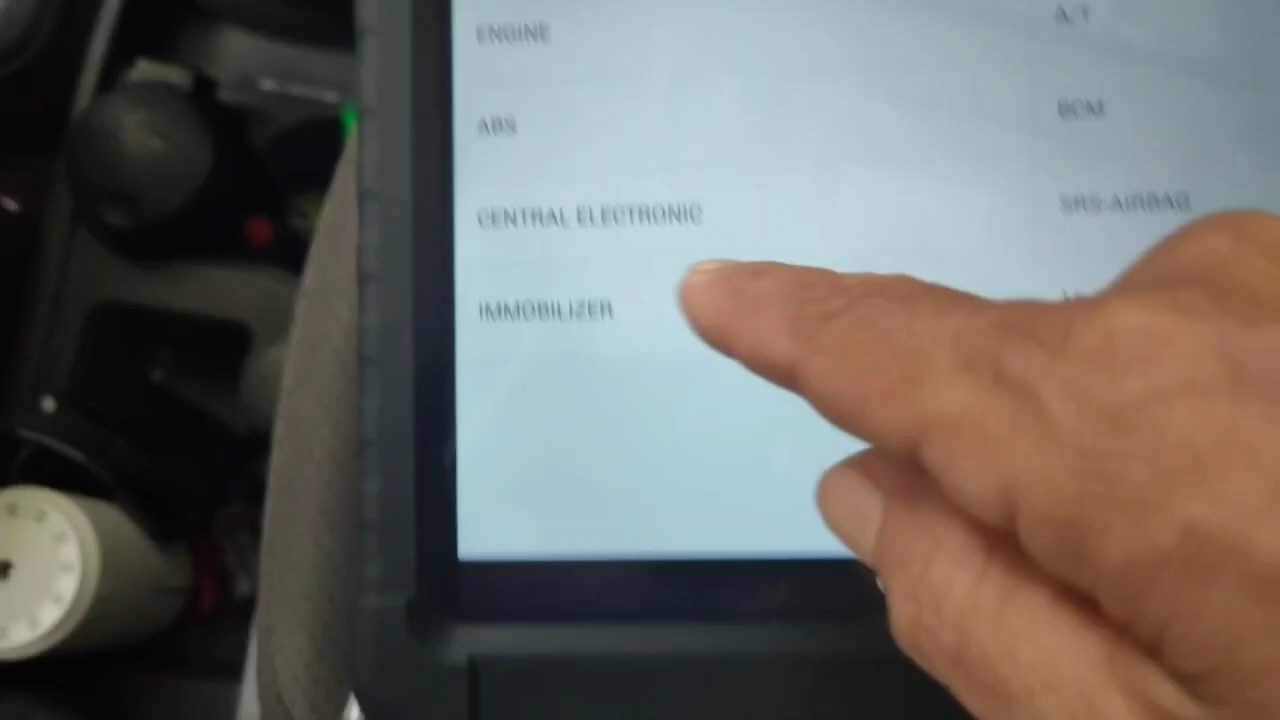 ENGINE
A/T
ABS
BCM
CENTRAL ELECTRONIC
SRS-AIRBAG
IMMOBILIZER